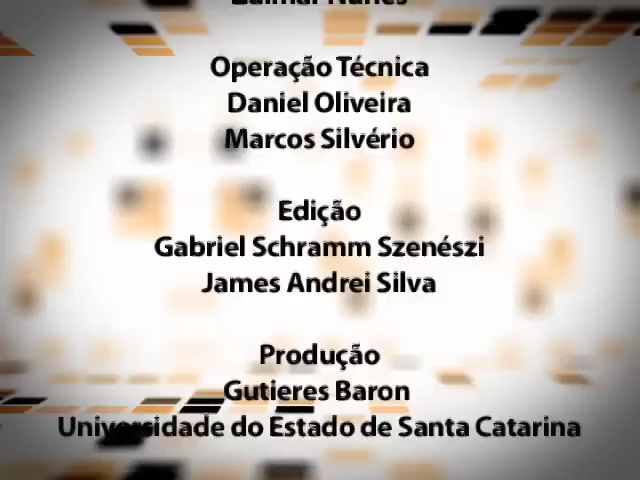 Operação Técnica
Daniel Oliveira
Marcos Silvério
Edição
Gabriel Schramm Szenészi
James Andrei Silva
Produção
Gutieres Baron
Universidade do Estado de Santa Catarina